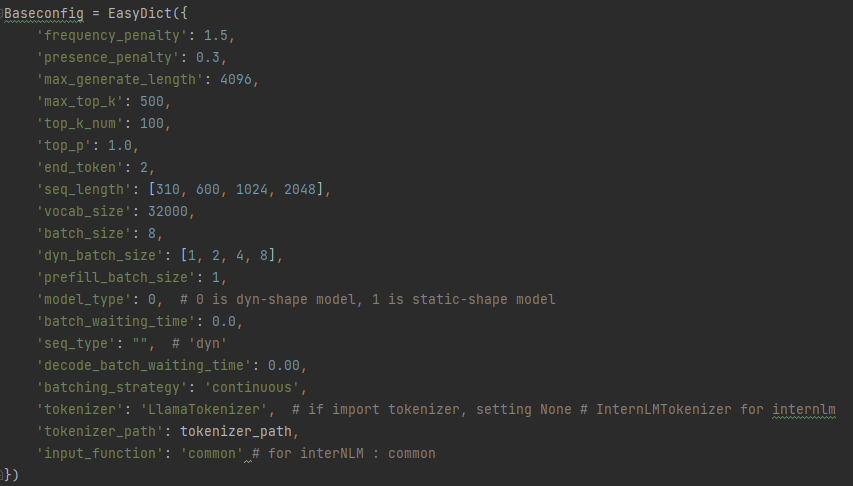 Baseconfig = EasyDict({
    'frequency_penalty': 1.5,
    'presence_penalty': 0.3,
    'max_generate_length': 4096,
    'max_top_k': 500,
    'top_k_num': 100,
    'top_p': 1.0,
    'end_token': 2,
    'seq_length': [310, 600, 1024, 2048],
    'vocab_size': 32000,
    'batch_size': 8,
    'dyn_batch_size': [1, 2, 4, 8],
    'prefill_batch_size': 1,
    'model_type': 0,  # 0 is dyn-shape model, 1 is static-shape model
    'batch_waiting_time': 0.0,
    'seq_type': "",  # 'dyn'
    'decode_batch_waiting_time': 0.00,
    'batching_strategy': 'continuous',
    'tokenizer': 'LlamaTokenizer',  # if import tokenizer, setting None # InternLMTokenizer for internlm
    'tokenizer_path': tokenizer_path,
    'input_function': 'common' # for interNLM : common
})